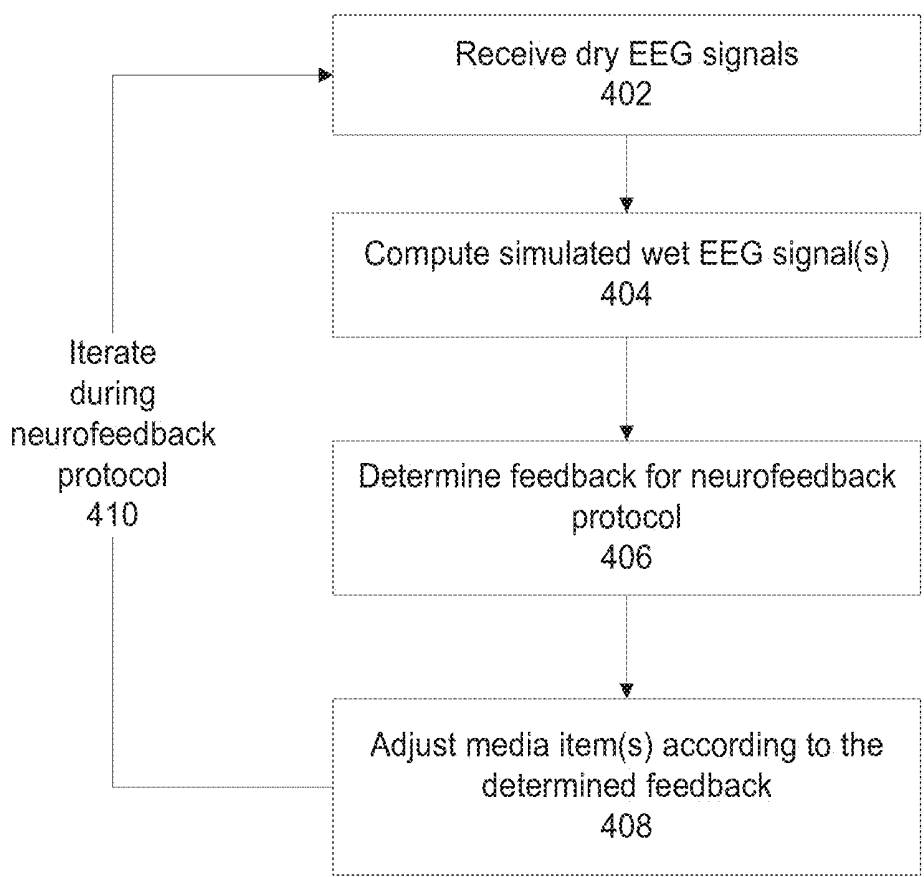 Receive dry EEG signals
402
Compute simulated wet EEG signal(s)
404
Iterate
during
neurofeedback
protocol
410
Determine feedback for neurofeedback
protocol
406
Adjust media item(s) according to the
determined feedback
408